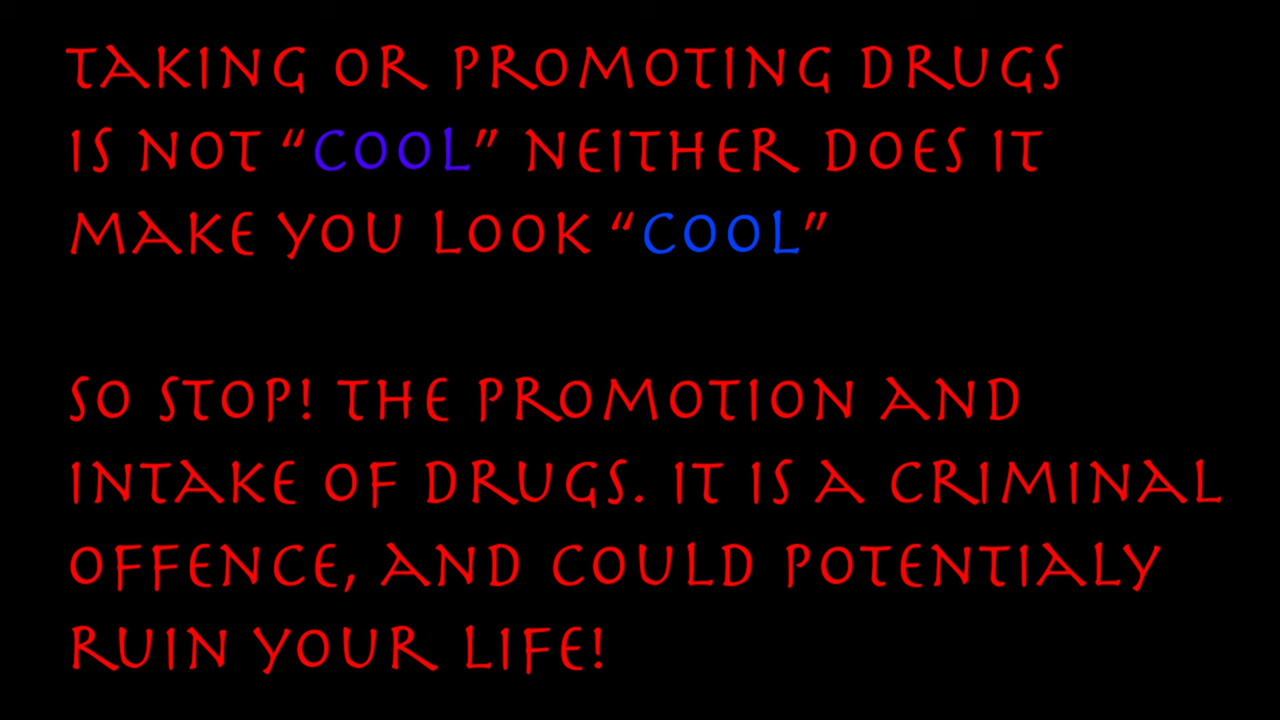 TAKING OR PROMOTING DRUGS
IS NOT “COOL” NEITHER DOES IT
MAKE YOU LOOK “COOL”
SO STOP! THE PROMOTION AND
INTAKE OF DRUGS. IT IS A CRIMINAL
OFFENCE, AND COULD POTENTIALY
RUIN YOUR LIFE!